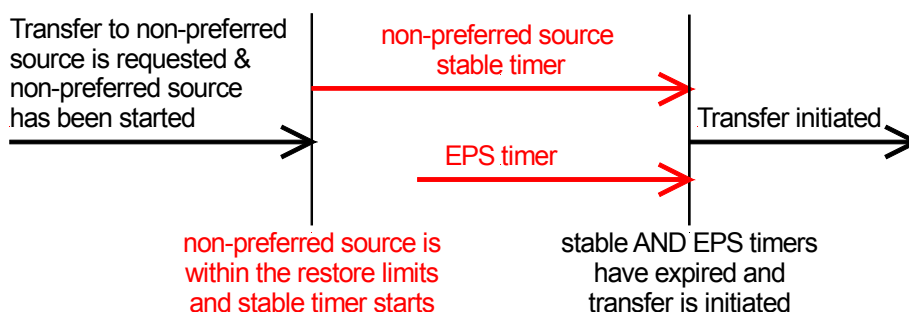 Transfer to non-preferred
source is requested &
non-preferred source
has been started
non-preferred source
stable timer
Transfer initiated
EPS timer
non-preferred source is
within the restore limits
and stable timer starts
stable AND EPS timers
have expired and
transfer is initiated